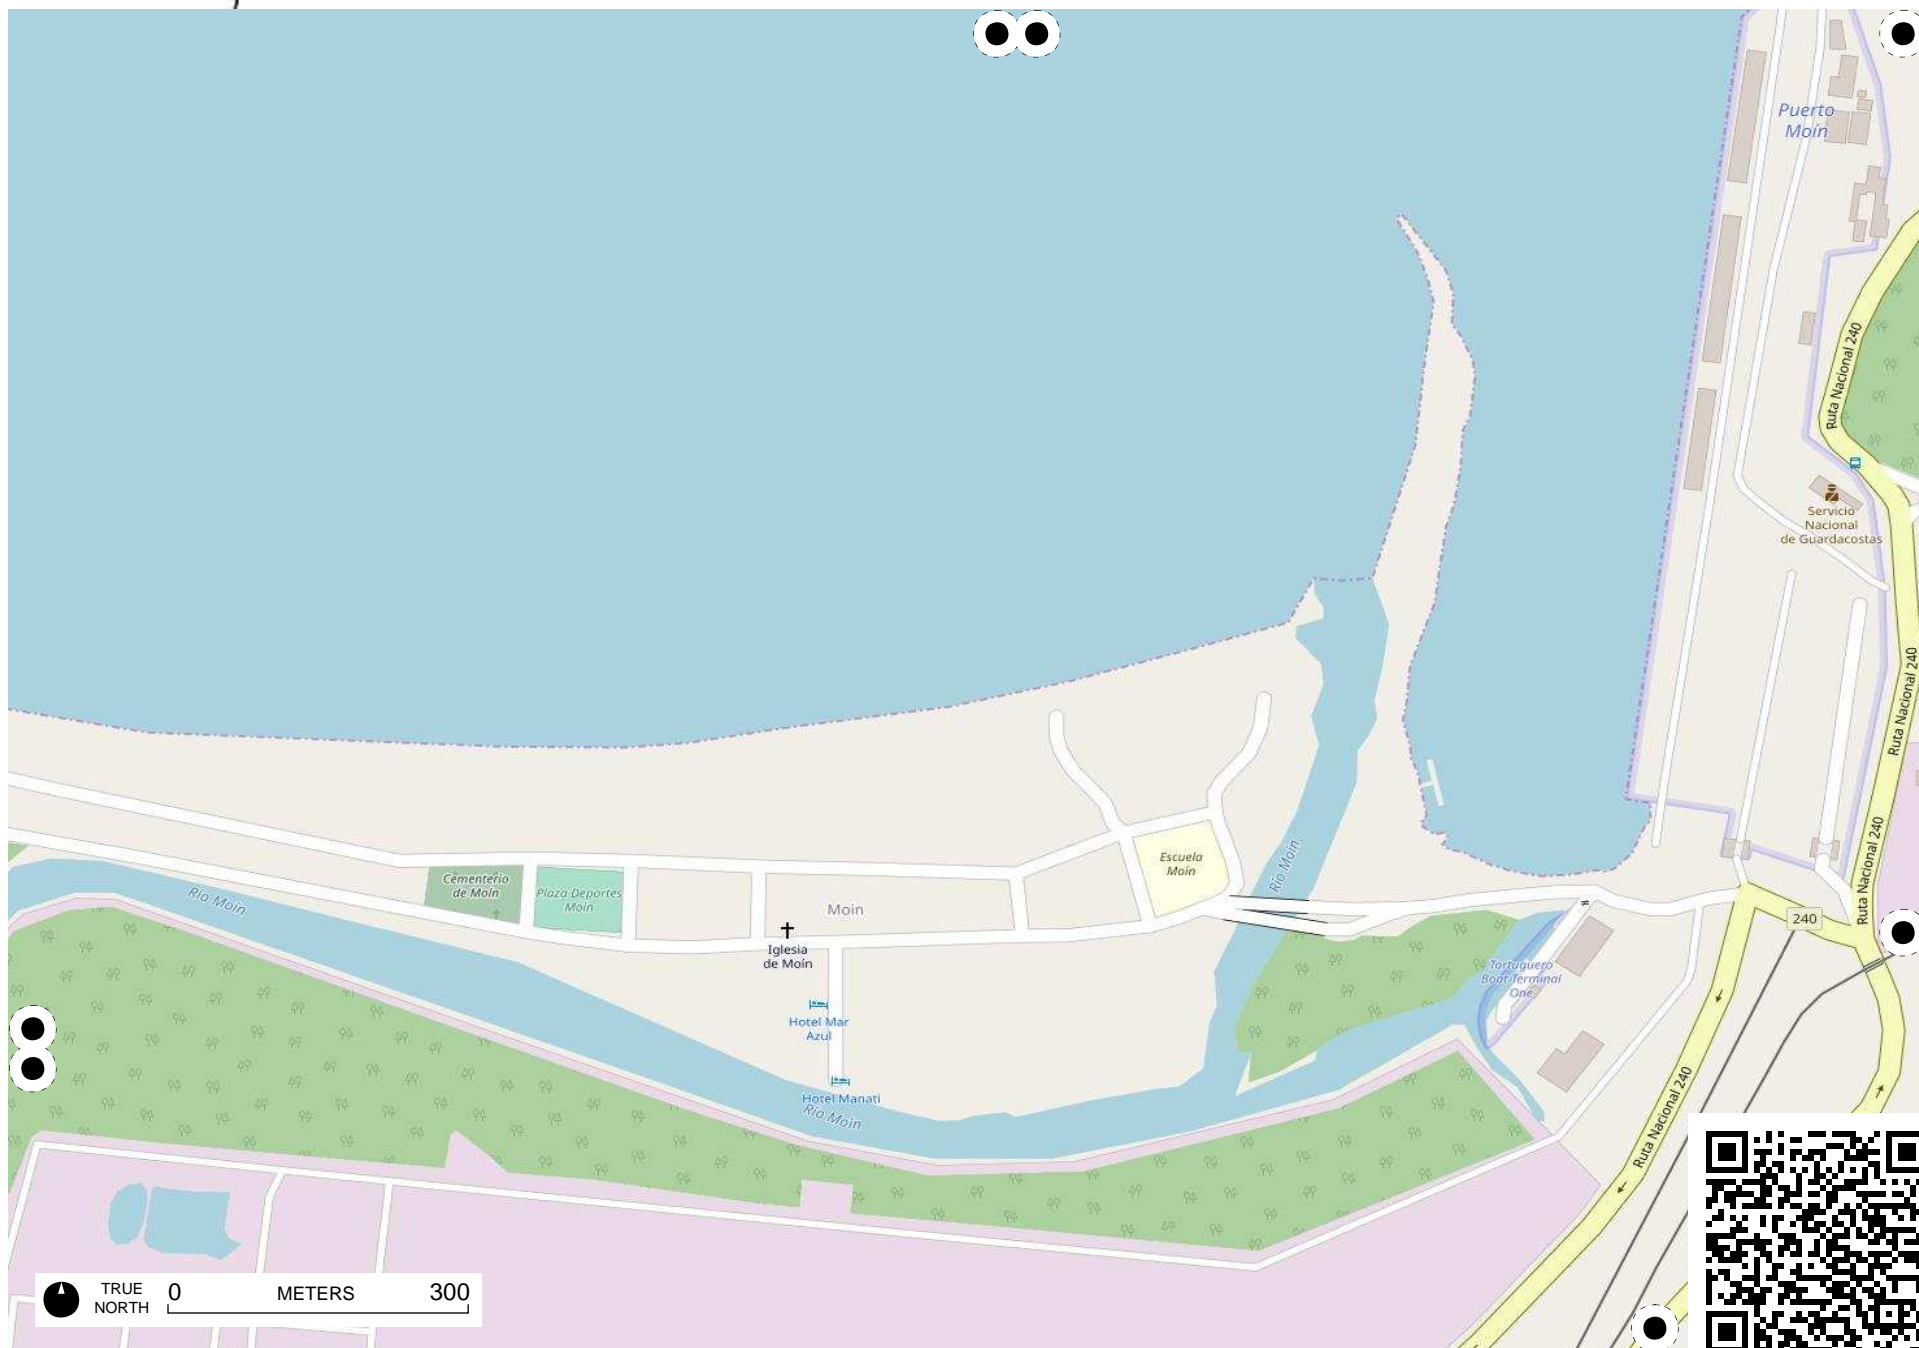 Puerto
Moín
Ruta Nacional 240
Servicio
Nacional
de Guardacostas
Ruta Nacional 240
Ruta Nacional 240
Río Moín
Escuela
Moín
Cementerio
de Moín
Plaza Deportes
Moín
Río Moín
Moin
240
Iglesia
de Moín
Tortuguero
Boat Terminal
One
Hotel Mar
Azul
Hotel Manati
Río Moín
Ruta Nacional 240
TRUE
NORTH
0 METERS 300